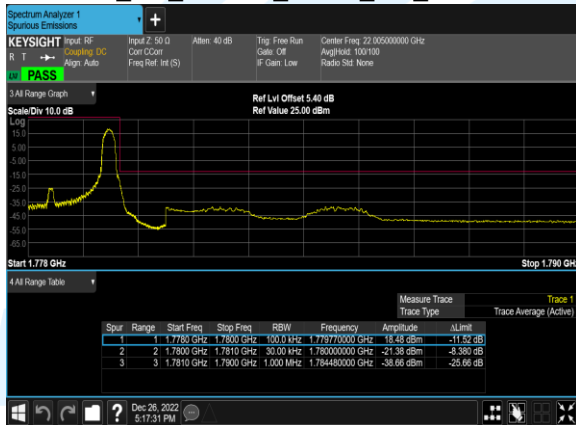 Spectrum Analyzer 1
Spurious Emissions
+
KEYSIGHT Input: RF Input Z: 50 Ω Atten: 40 dB Trig: Free Run Center Freq: 22.005000000 GHz
R T Coupling: DC Corr CCorr Gate: Off Avg|Hold: 100/100
Align: Auto Freq Ref: Int (S) IF Gain: Low Radio Std: None
PASS
3 All Range Graph
Ref Lvl Offset 5.40 dB
Scale/Div 10.0 dB Ref Value 25.00 dBm
Log
15.0
5.00
-5.00
-15.0
-25.0
-35.0
-45.0
-55.0
-65.0
Start 1.778 GHz Stop 1.790 GHz
4 All Range Table
Measure Trace Trace 1
Trace Type Trace Average (Active)
Spur Range Start Freq Stop Freq RBW Frequency Amplitude ΔLimit
1 1 1.7780 GHz 1.7800 GHz 100.0 kHz 1.779770000 GHz 18.48 dBm -11.52 dB
2 2 1.7800 GHz 1.7810 GHz 30.00 kHz 1.780000000 GHz -21.38 dBm -8.380 dB
3 3 1.7810 GHz 1.7900 GHz 1.000 MHz 1.784480000 GHz -38.66 dBm -25.66 dB
? Dec 26, 2022
5:17:31 PM